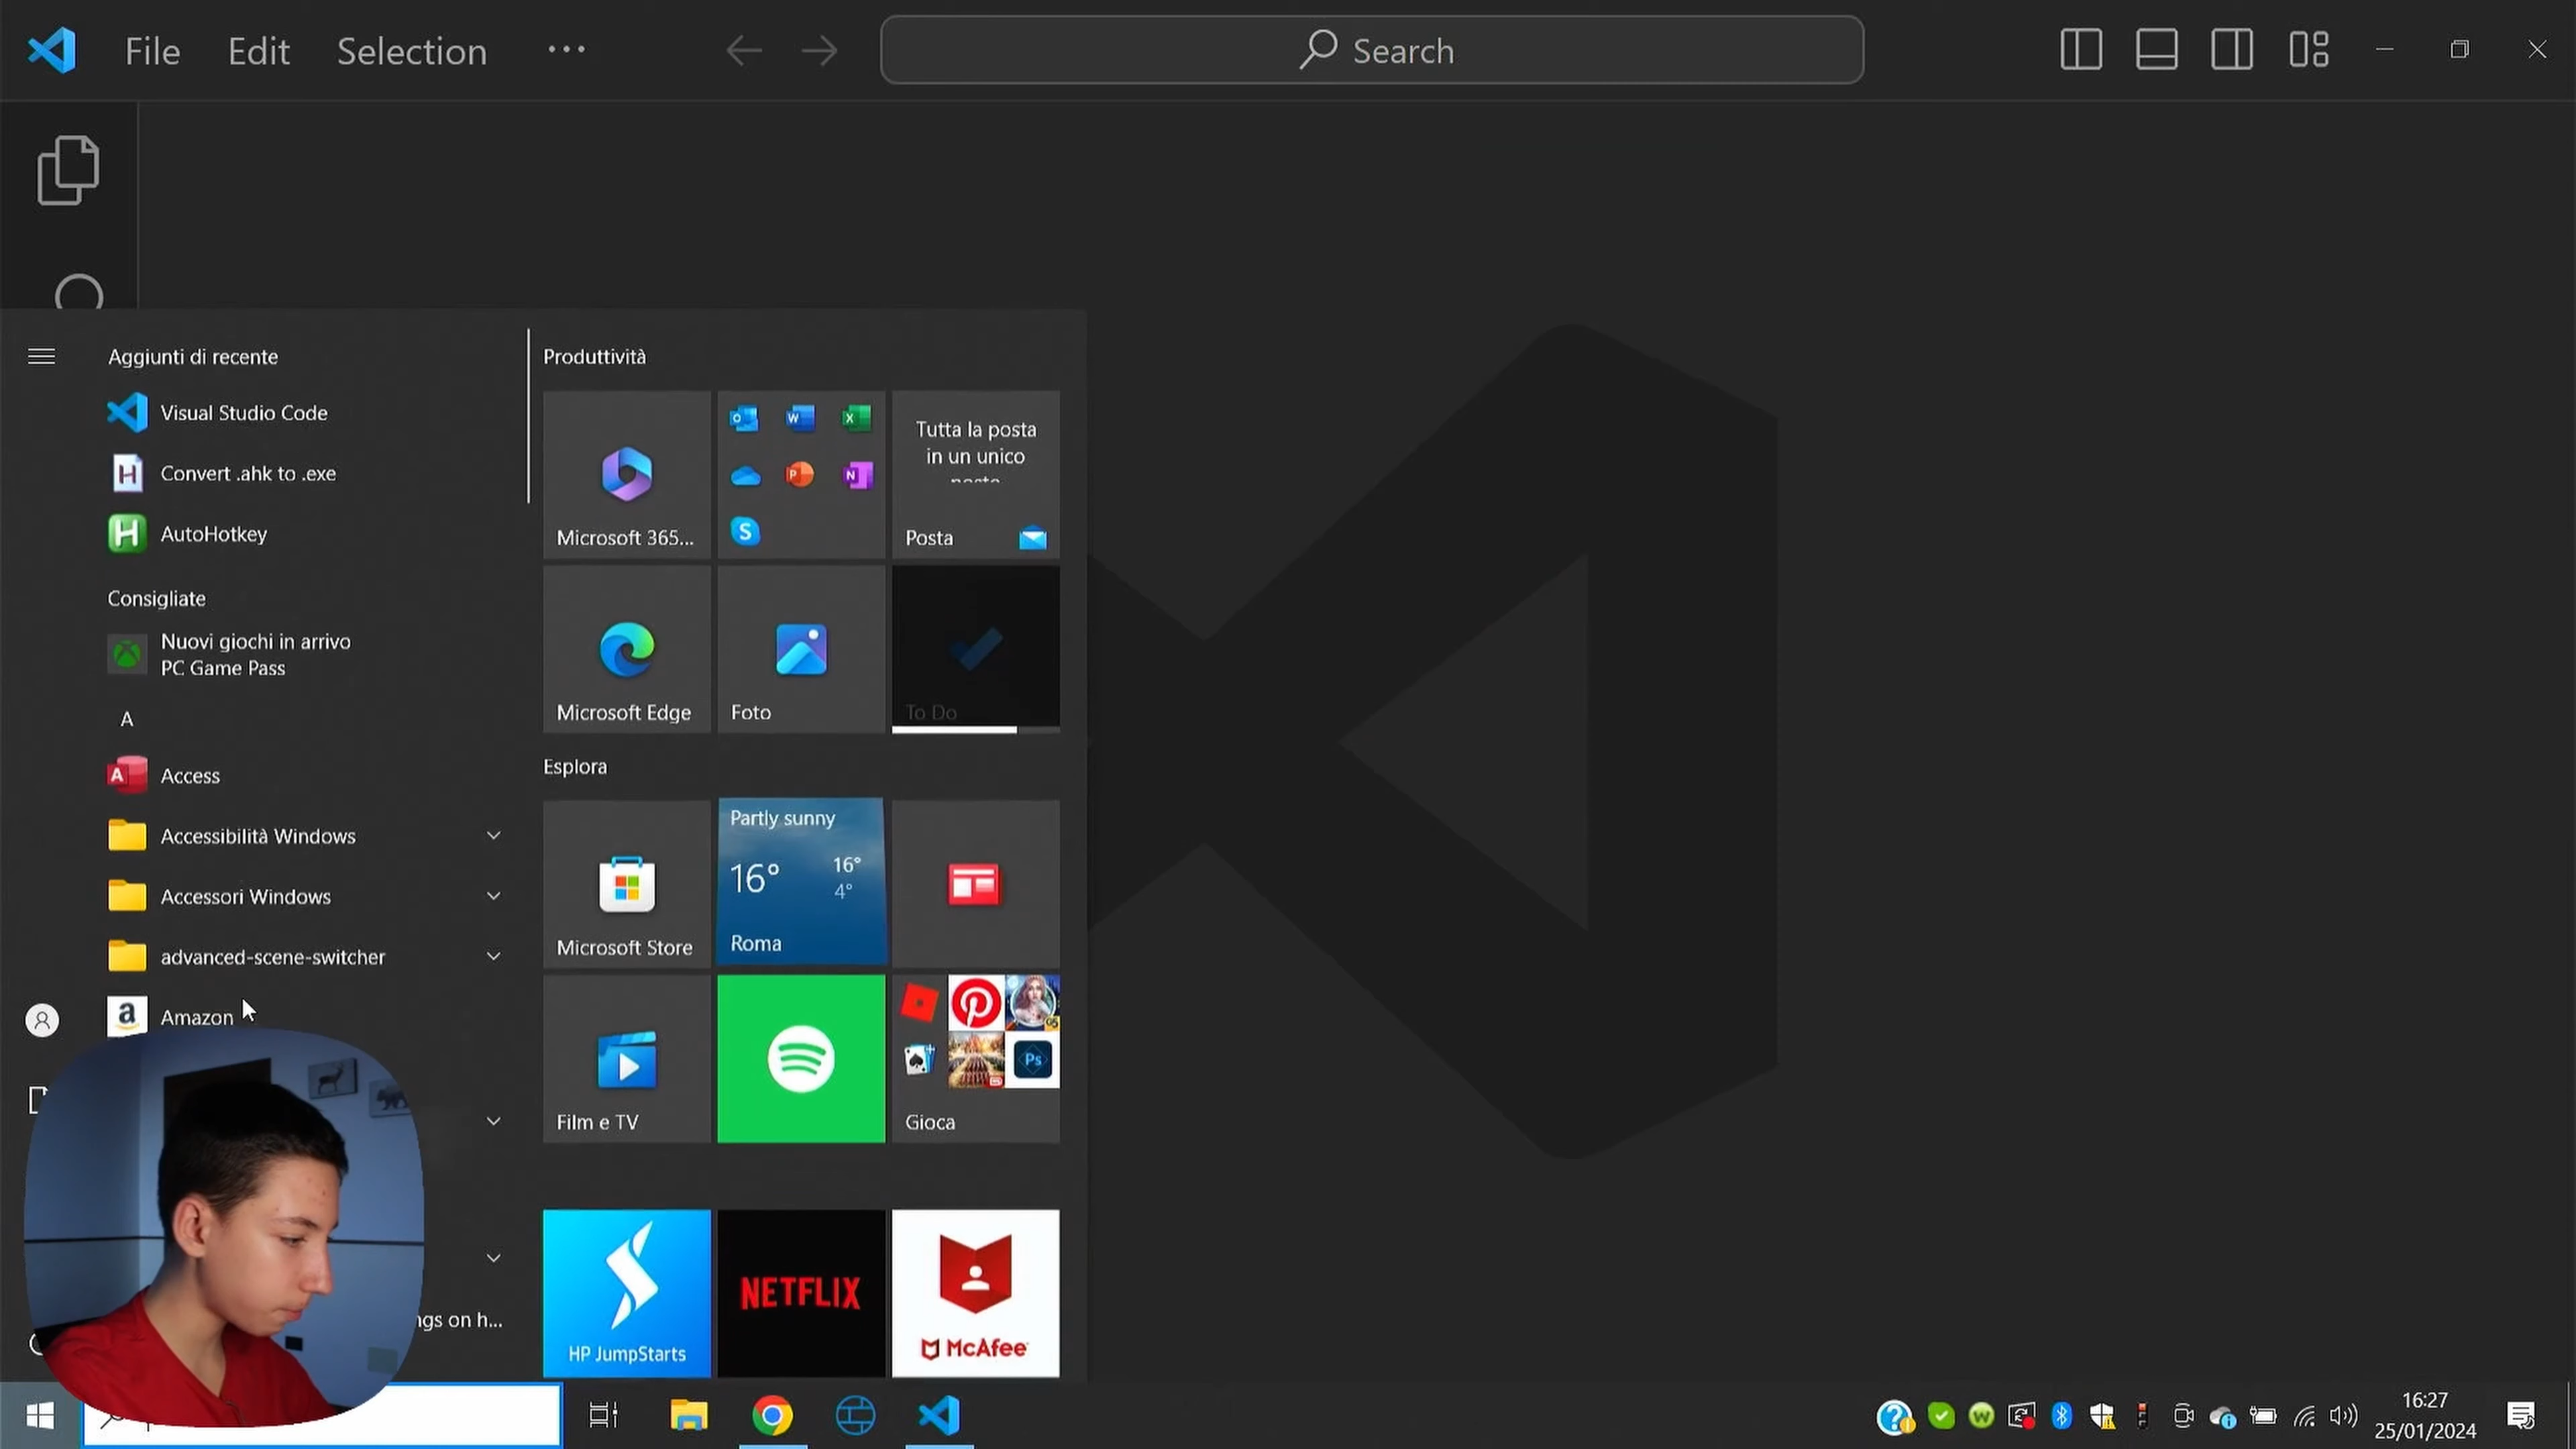 File Edit Selection ...
Search
Aggiunti di recente
Visual Studio Code
Convert .ahk to .exe
AutoHotkey
Consigliate
Nuovi giochi in arrivo
PC Game Pass
A
Access
Accessibilità Windows
Accessori Windows
advanced-scene-switcher
Amazon
ngs on h...
Produttività
Microsoft 365...
Tutta la posta
in un unico
Posta
Microsoft Edge
Foto
To Do
Esplora
Microsoft Store
Partly sunny
16°
16°
4°
Roma
Film e TV
Ps
Gioca
HP JumpStarts
NETFLIX
McAfee
16:27
25/01/2024